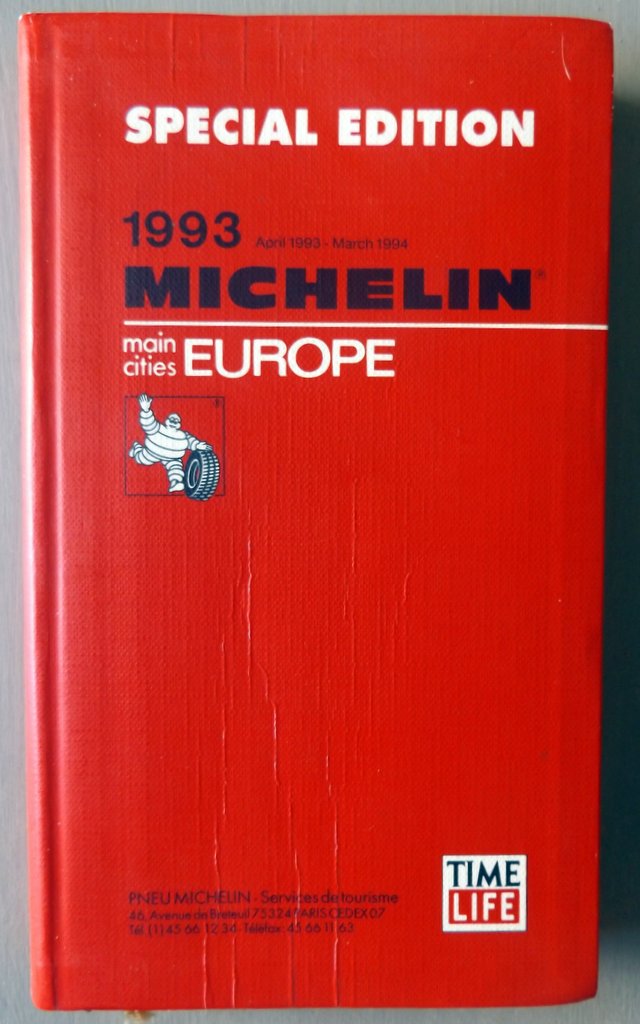 SPECIAL EDITION
1993 April 1993 - March 1994
MICHELIN®
main cities EUROPE
®
PNEU MICHELIN - Services de tourisme
46, Avenue de Breteuil 75324 PARIS CEDEX 07
Tél. (1) 45 66 12 34 - Téléfax: 45 66 11 63
TIME
LIFE